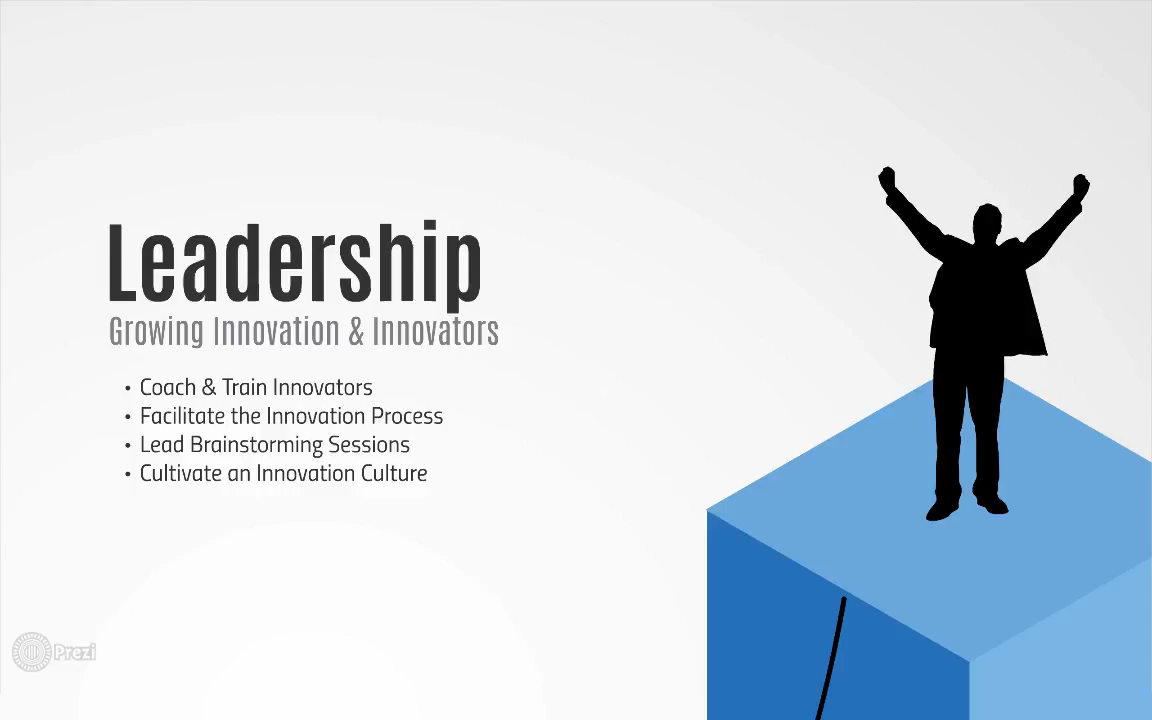 Leadership
Growing Innovation & Innovators
• Coach & Train Innovators
• Facilitate the Innovation Process
• Lead Brainstorming Sessions
• Cultivate an Innovation Culture
Prezi